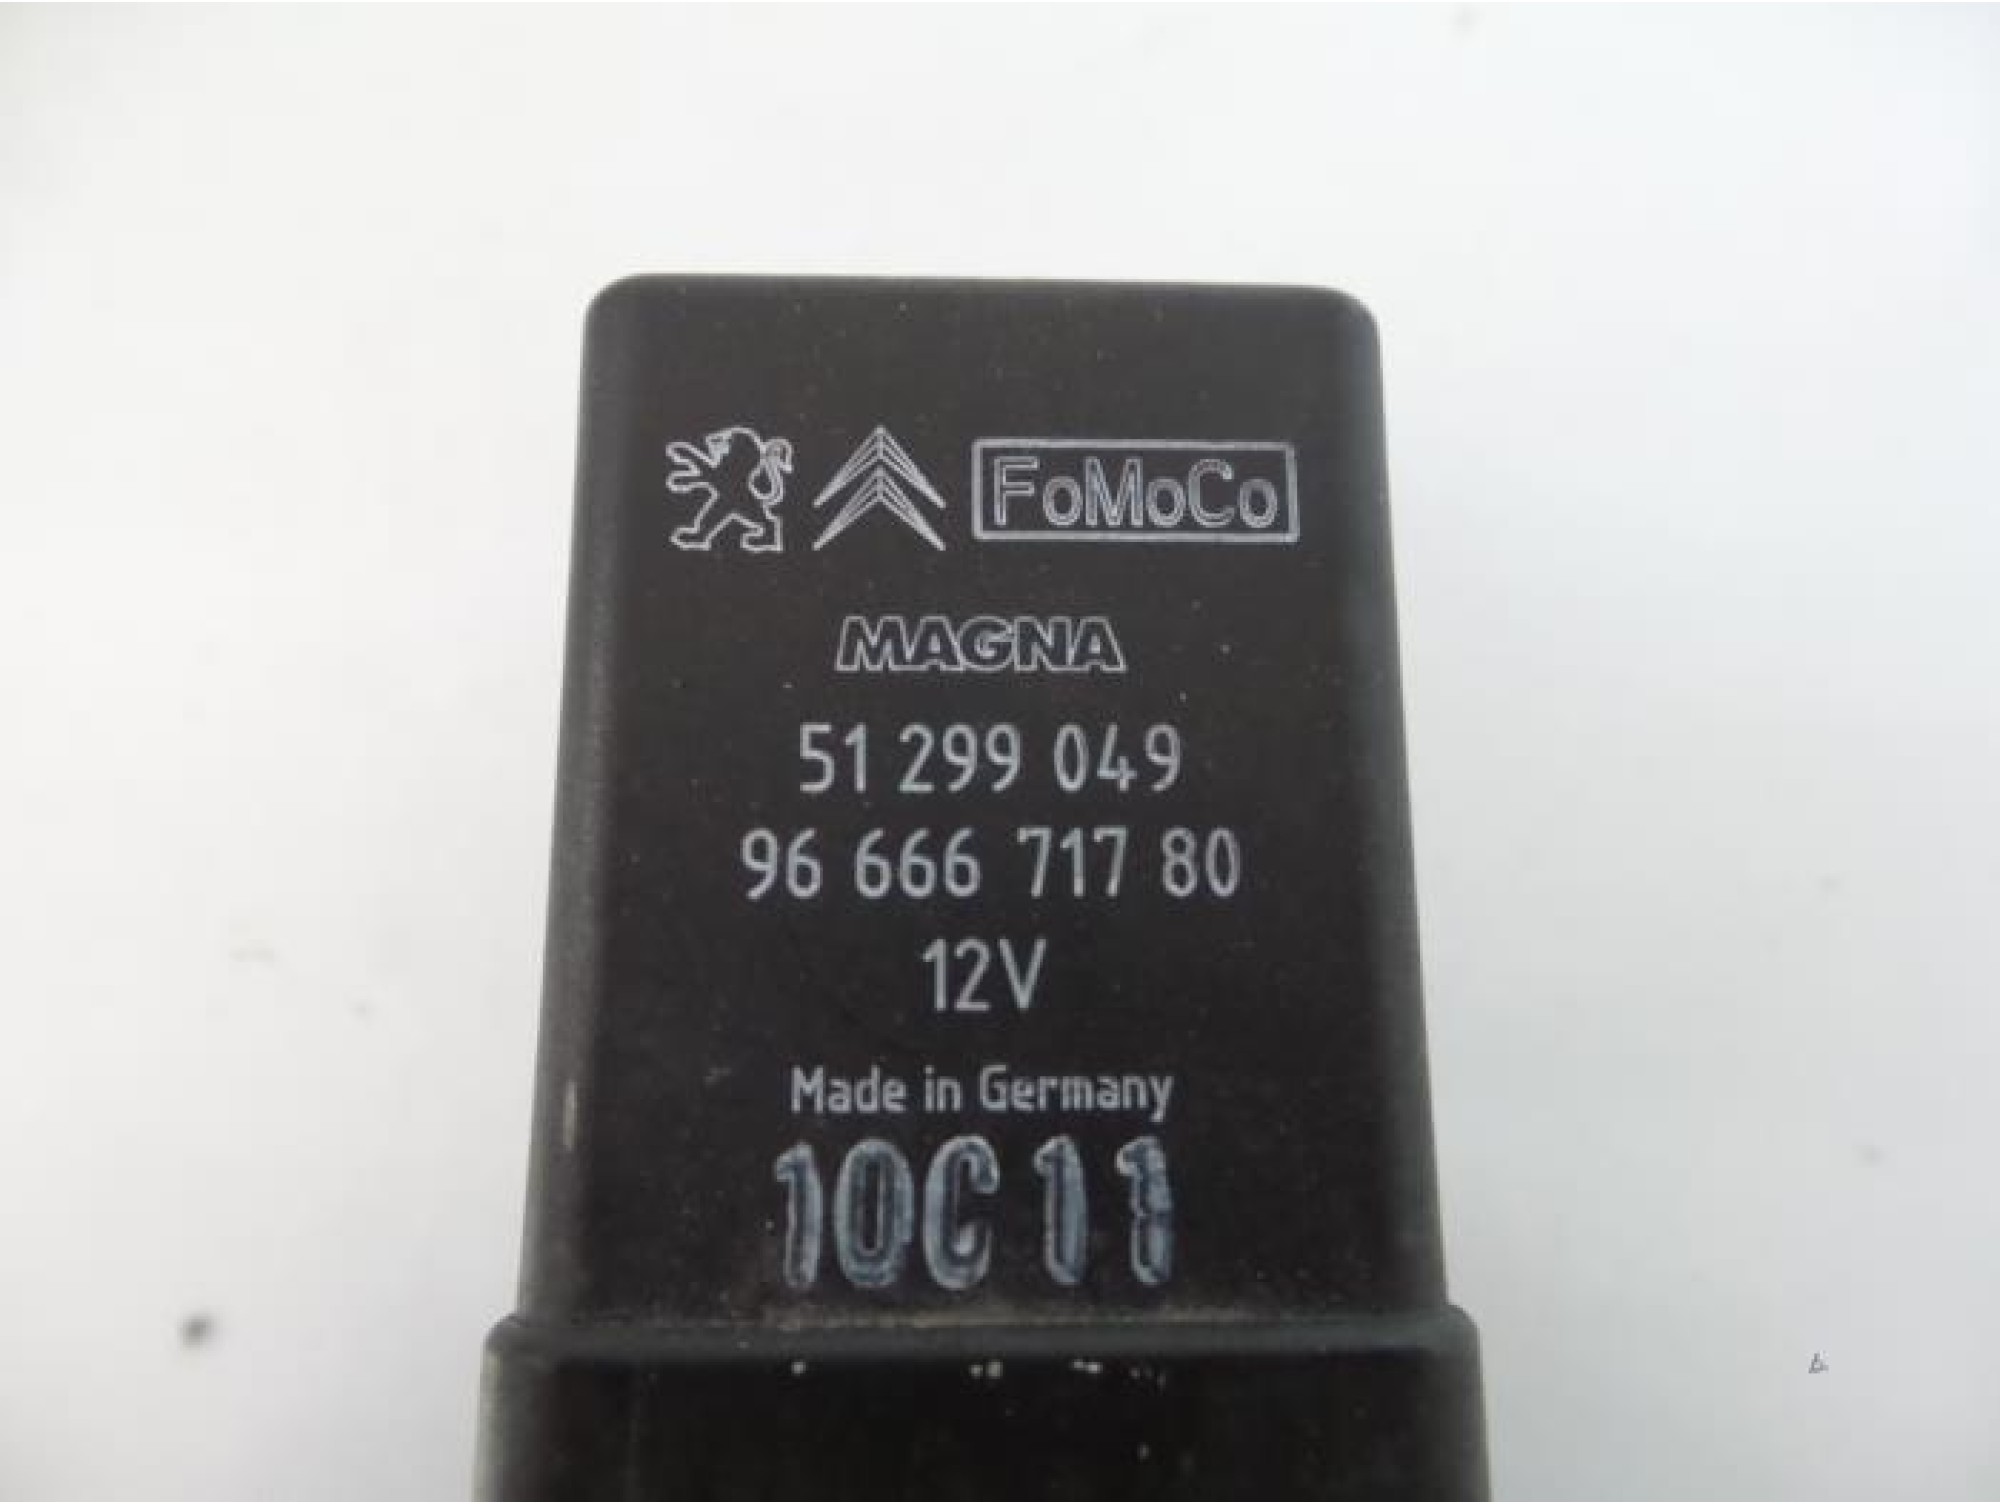 FoMoCo
MAGNA
51 299 049
96 666 717 80
12V
Made in Germany
10C11